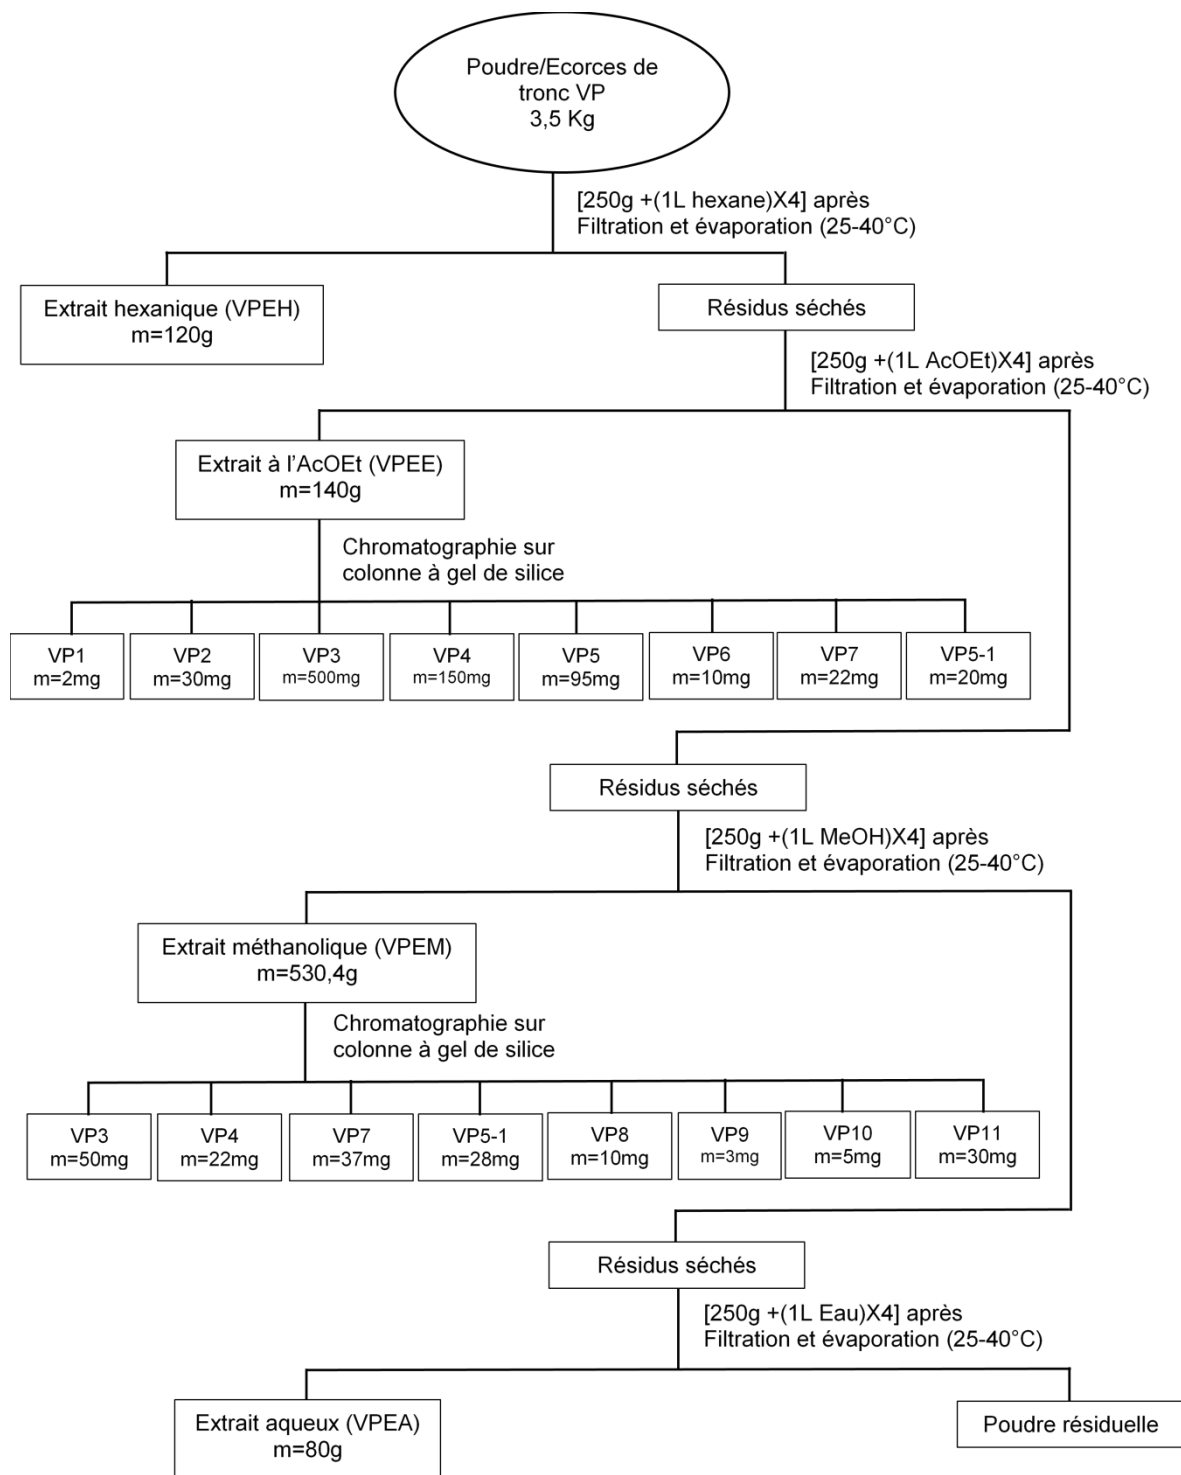 Poudre/Ecorces de
tronc VP
3,5 Kg
[250g +(1L hexane)X4] après
Filtration et évaporation (25-40°C)
Extrait hexanique (VPEH)
m=120g
Résidus séchés
[250g +(1L AcOEt)X4] après
Filtration et évaporation (25-40°C)
Extrait à l'AcOEt (VPEE)
m=140g
Chromatographie sur
colonne à gel de silice
VP1
m=2mg
VP2
m=30mg
VP3
m=500mg
VP4
m=150mg
VP5
m=95mg
VP6
m=10mg
VP7
m=22mg
VP5-1
m=20mg
Résidus séchés
[250g +(1L MeOH)X4] après
Filtration et évaporation (25-40°C)
Extrait méthanolique (VPEM)
m=530,4g
Chromatographie sur
colonne à gel de silice
VP3
m=50mg
VP4
m=22mg
VP7
m=37mg
VP5-1
m=28mg
VP8
m=10mg
VP9
m=3mg
VP10
m=5mg
VP11
m=30mg
Résidus séchés
[250g +(1L Eau)X4] après
Filtration et évaporation (25-40°C)
Extrait aqueux (VPEA)
m=80g
Poudre résiduelle